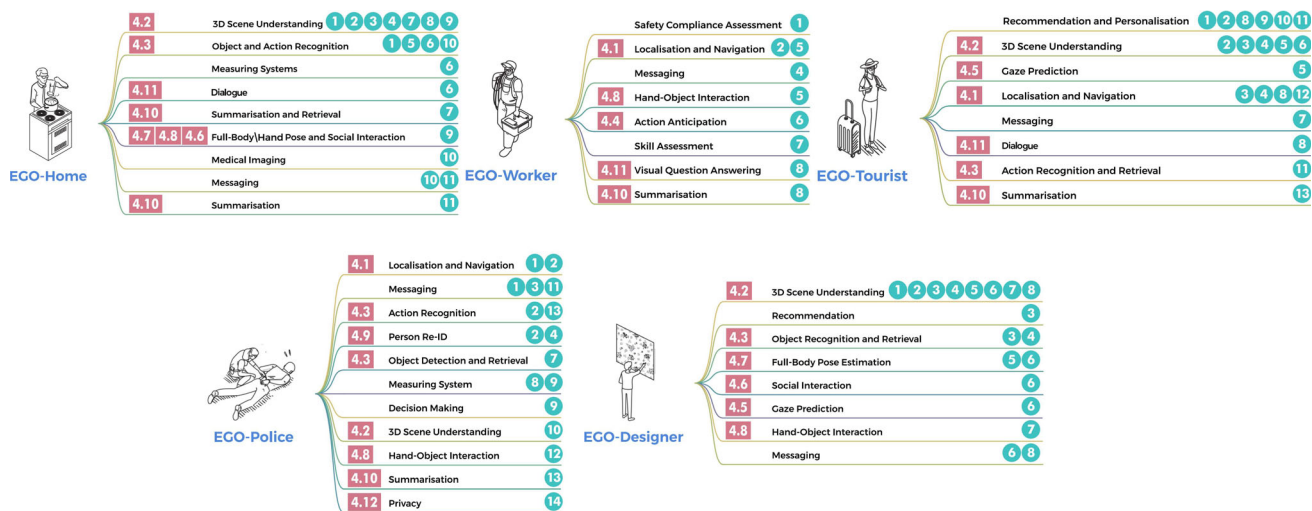 4.2 3D Scene Understanding 1 2 3 4 7 8 9
4.3 Object and Action Recognition 1 5 6 10
Measuring Systems 6
4.11 Dialogue 6
4.10 Summarisation and Retrieval 7
4.7 4.8 4.6 Full-Body\Hand Pose and Social Interaction 9
Medical Imaging 10
Messaging 10 11
4.10 Summarisation 11
EGO-Home
Safety Compliance Assessment 1
4.1 Localisation and Navigation 2 5
Messaging 4
4.8 Hand-Object Interaction 5
4.4 Action Anticipation 6
Skill Assessment 7
4.11 Visual Question Answering 8
4.10 Summarisation 8
EGO-Worker
Recommendation and Personalisation 1 2 8 9 10 11
4.2 3D Scene Understanding 2 3 4 5 6
4.5 Gaze Prediction 5
4.1 Localisation and Navigation 3 4 8 12
Messaging 7
4.11 Dialogue 8
4.3 Action Recognition and Retrieval 11
4.10 Summarisation 13
EGO-Tourist
4.1 Localisation and Navigation 1 2
Messaging 1 3 11
4.3 Action Recognition 2 13
4.9 Person Re-ID 2 4
4.3 Object Detection and Retrieval 7
Measuring System 8 9
Decision Making 9
4.2 3D Scene Understanding 10
4.8 Hand-Object Interaction 12
4.10 Summarisation 13
4.12 Privacy 14
EGO-Police
4.2 3D Scene Understanding 1 2 3 4 5 6 7 8
Recommendation 3
4.3 Object Recognition and Retrieval 3 4
4.7 Full-Body Pose Estimation 5 6
4.6 Social Interaction 6
4.5 Gaze Prediction 6
4.8 Hand-Object Interaction 7
Messaging 6 8
EGO-Designer